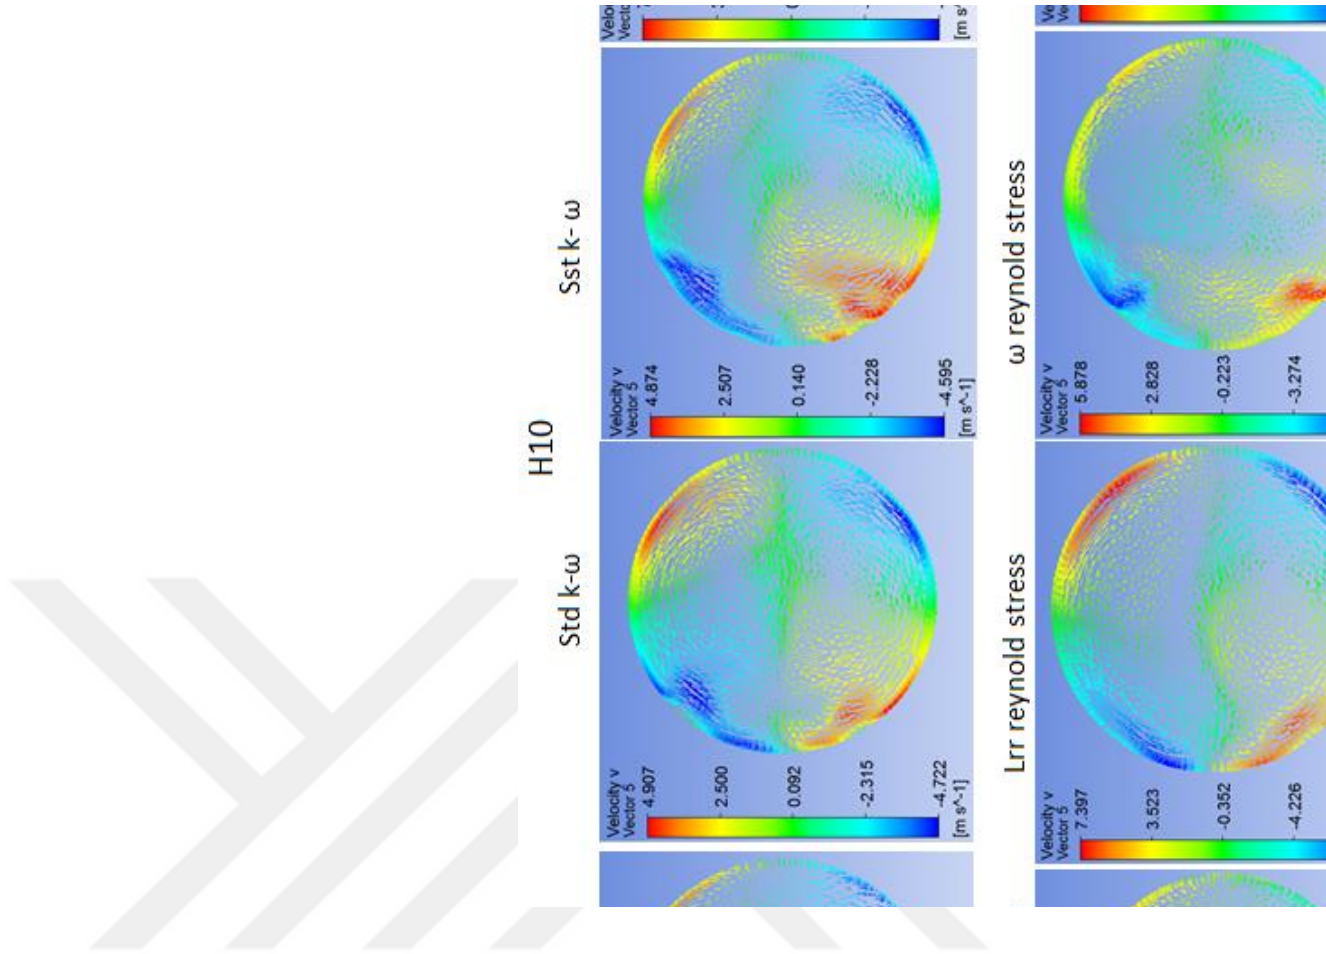 H10
Std k-ω
Sst k- ω
Velocity v
Vector 5
4.907
2.500
0.092
-2.315
-4.722
[m s^-1]
Velocity v
Vector 5
4.874
2.507
0.140
-2.228
-4.595
[m s^-1]
Lrr reynold stress
ω reynold stress
Velocity v
Vector 5
7.397
3.523
-0.352
-4.226
Velocity v
Vector 5
5.878
2.828
-0.223
-3.274